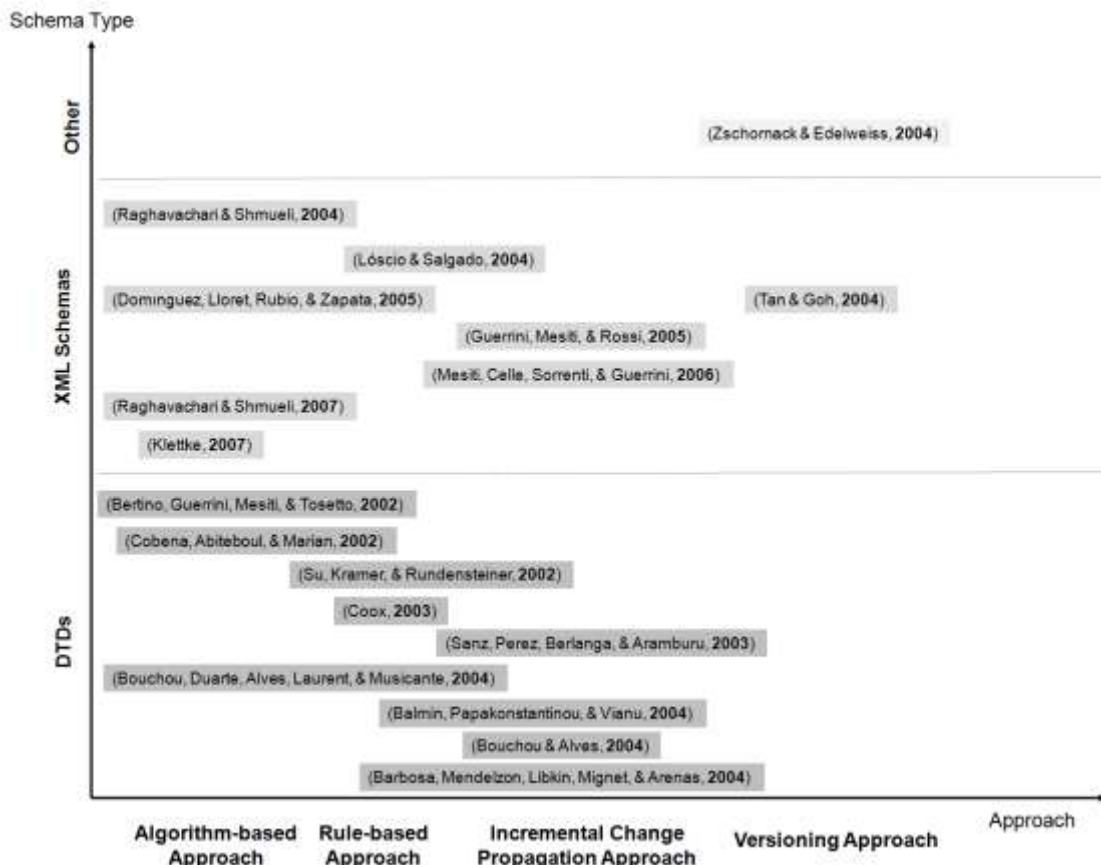 Schema Type
Other
(Zschornack & Edelweiss, 2004)
XML Schemas
(Raghavachari & Shmueli, 2004)
(Lóscio & Salgado, 2004)
(Dominguez, Lloret, Rubio, & Zapata, 2005)
(Tan & Goh, 2004)
(Guerrini, Mesiti, & Rossi, 2005)
(Mesiti, Celle, Sorrenti, & Guerrini, 2006)
(Raghavachari & Shmueli, 2007)
(Klettke, 2007)
DTDs
(Bertino, Guerrini, Mesiti, & Tosetto, 2002)
(Cobena, Abiteboul, & Marian, 2002)
(Su, Kramer, & Rundensteiner, 2002)
(Coox, 2003)
(Sanz, Perez, Berlanga, & Aramburu, 2003)
(Bouchou, Duarte, Alves, Laurent, & Musicante, 2004)
(Balmin, Papakonstantinou, & Vianu, 2004)
(Bouchou & Alves, 2004)
(Barbosa, Mendelzon, Libkin, Mignet, & Arenas, 2004)
Approach
Algorithm-based
Approach
Rule-based
Approach
Incremental Change
Propagation Approach
Versioning Approach